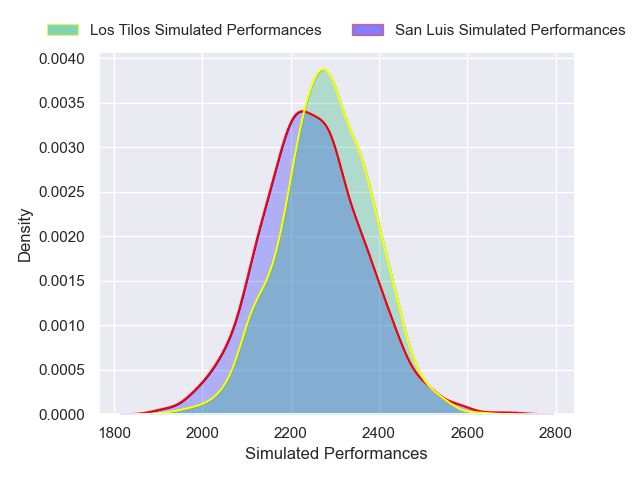 Los Tilos Simulated Performances San Luis Simulated Performances
0.0040
0.0035
0.0030
0.0025
0.0020
0.0015
0.0010
0.0005
0.0000
Density
1800 2000 2200 2400 2600 2800
Simulated Performances